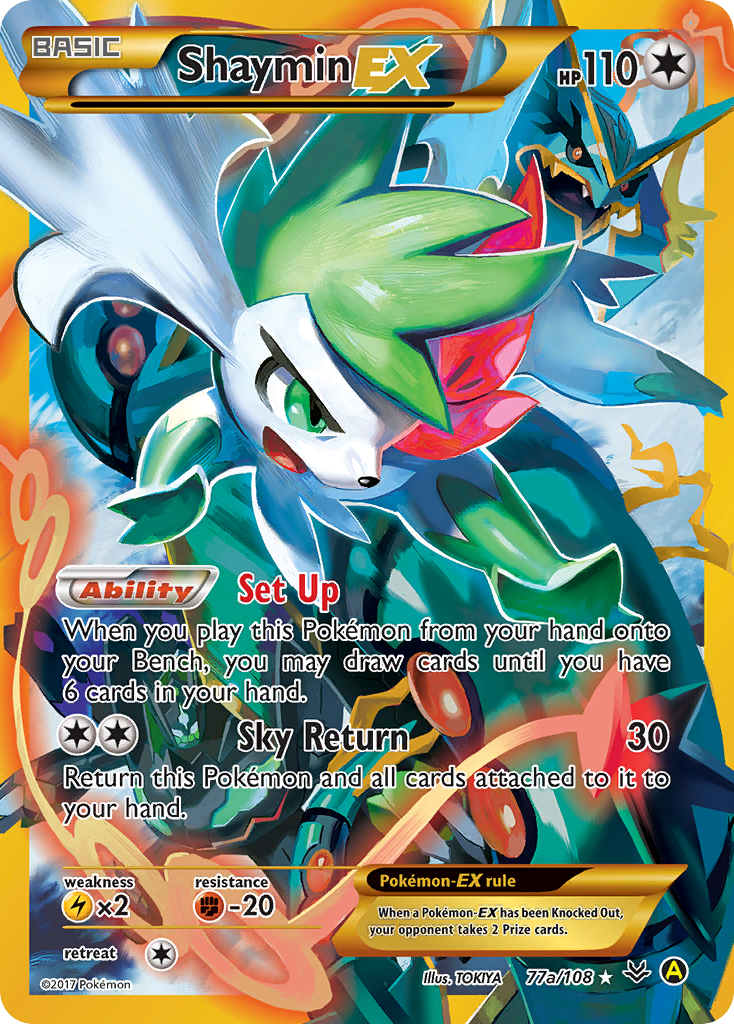 BASIC
Shaymin EX
HP 110
Ability Set Up
When you play this Pokémon from your hand onto
your Bench, you may draw cards until you have
6 cards in your hand.
Sky Return 30
Return this Pokémon and all cards attached to it to
your hand.
weakness resistance
×2 -20
retreat
Pokémon-EX rule
When a Pokémon-EX has been Knocked Out,
your opponent takes 2 Prize cards.
©2017 Pokémon Illus. TOKIYA 77a/108 A